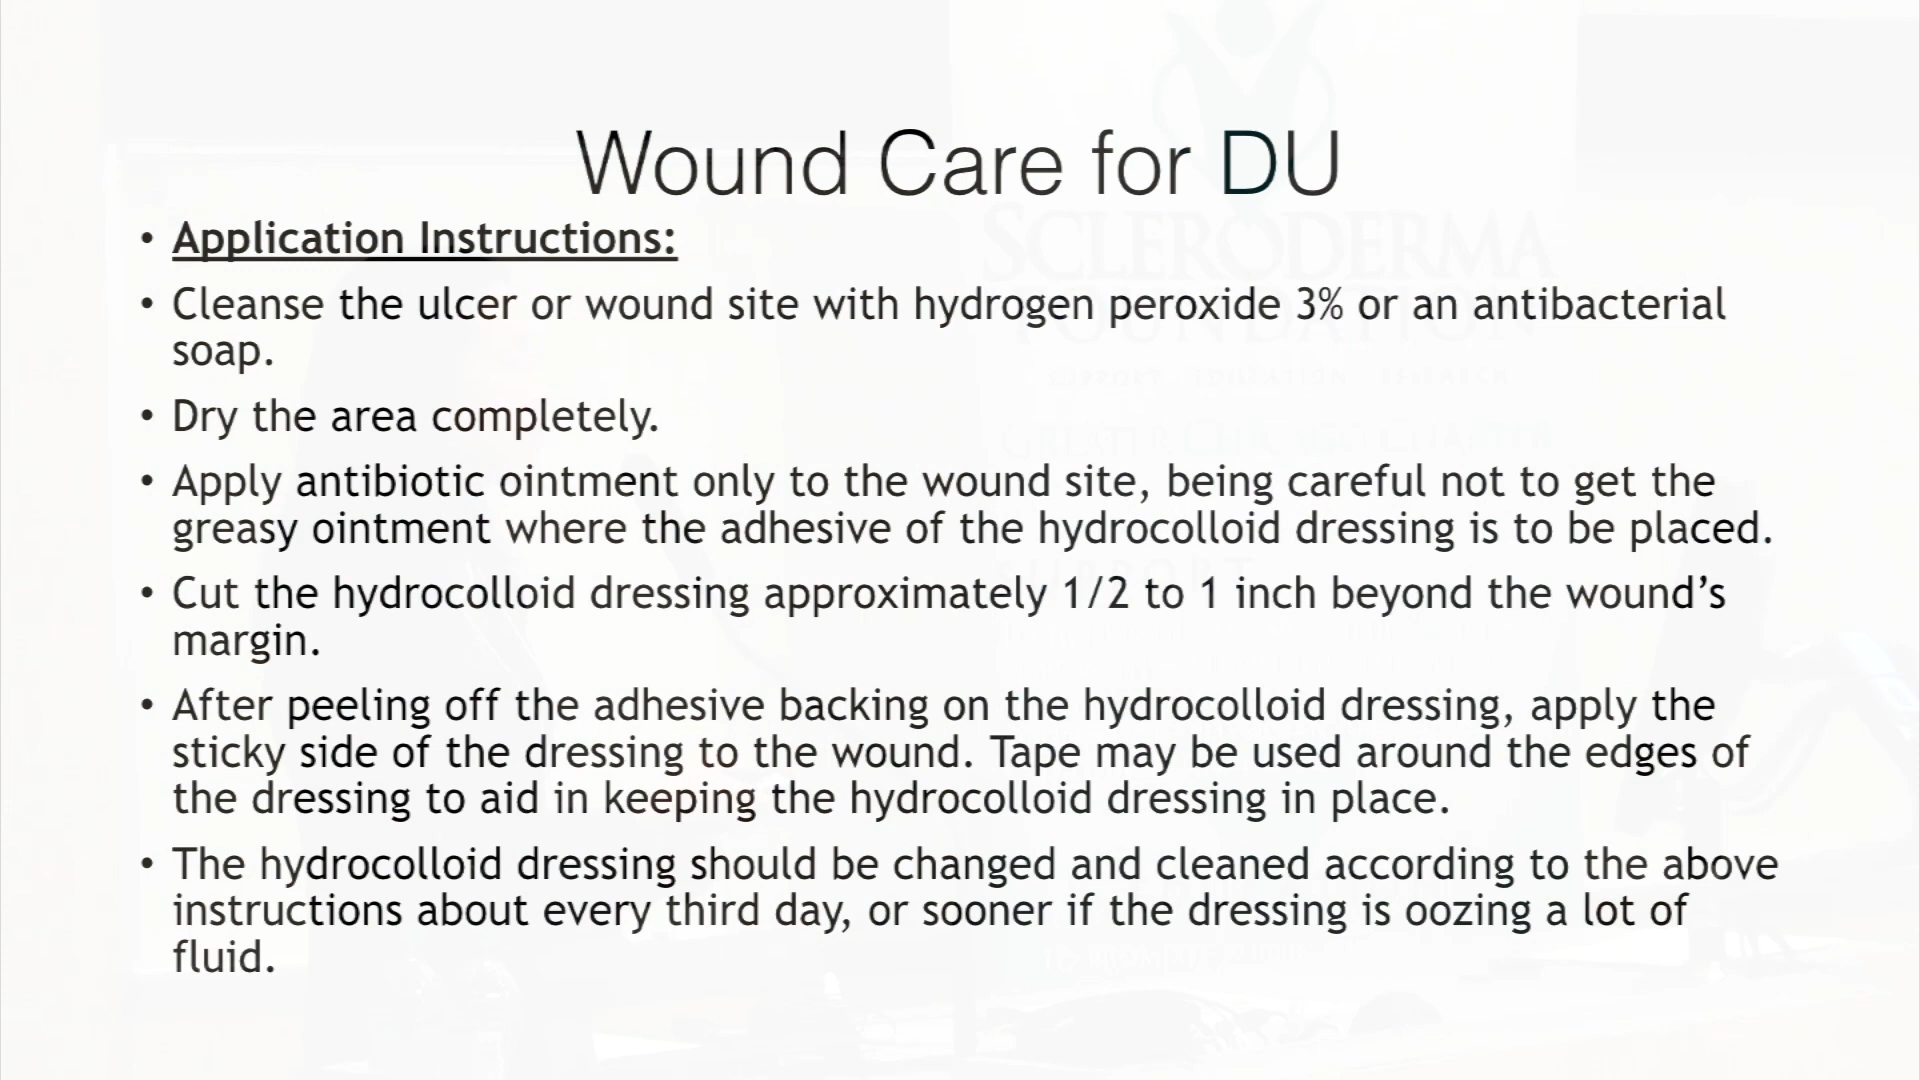 Wound Care for DU
• Application Instructions:
• Cleanse the ulcer or wound site with hydrogen peroxide 3% or an antibacterial
soap.
• Dry the area completely.
• Apply antibiotic ointment only to the wound site, being careful not to get the
greasy ointment where the adhesive of the hydrocolloid dressing is to be placed.
• Cut the hydrocolloid dressing approximately 1/2 to 1 inch beyond the wound’s
margin.
• After peeling off the adhesive backing on the hydrocolloid dressing, apply the
sticky side of the dressing to the wound. Tape may be used around the edges of
the dressing to aid in keeping the hydrocolloid dressing in place.
• The hydrocolloid dressing should be changed and cleaned according to the above
instructions about every third day, or sooner if the dressing is oozing a lot of
fluid.
SCLERODERMA
FOUNDATION
SUPPORT EDUCATION RESEARCH
GREATER CHICAGO CHAPTER
SUPPORT